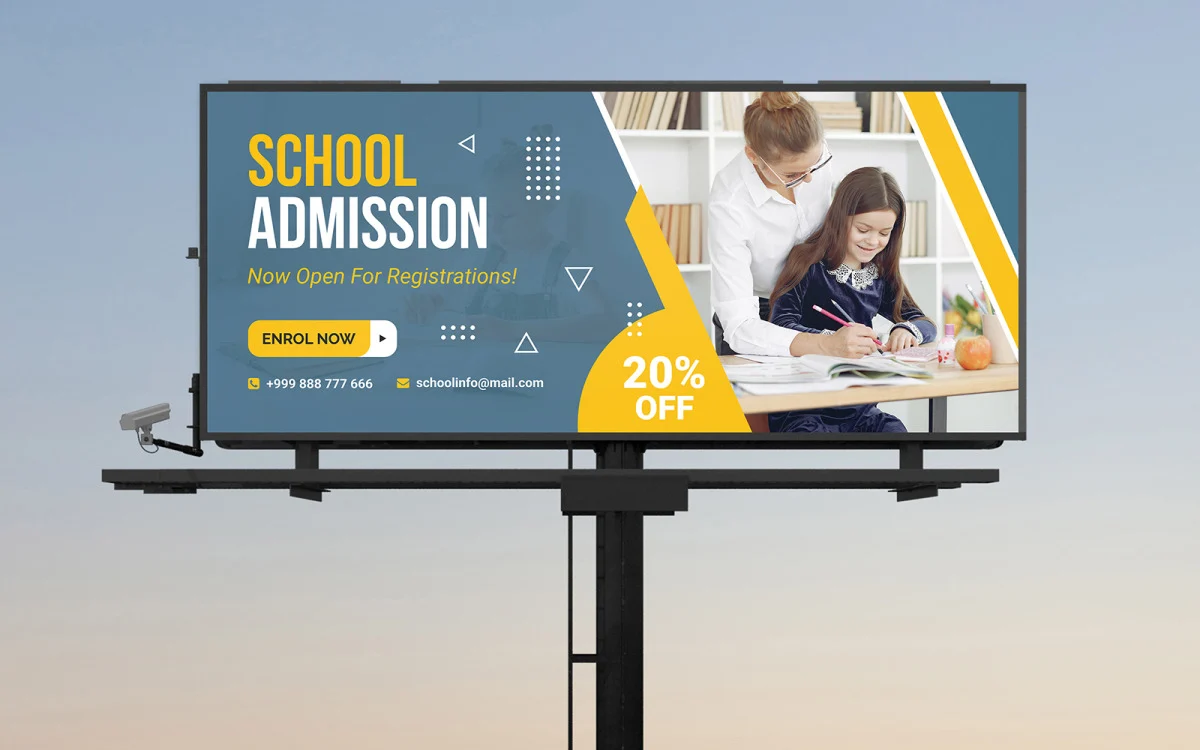 SCHOOL
ADMISSION
Now Open For Registrations!
ENROL NOW
+999 888 777 666 schoolinfo@mail.com
20%
OFF